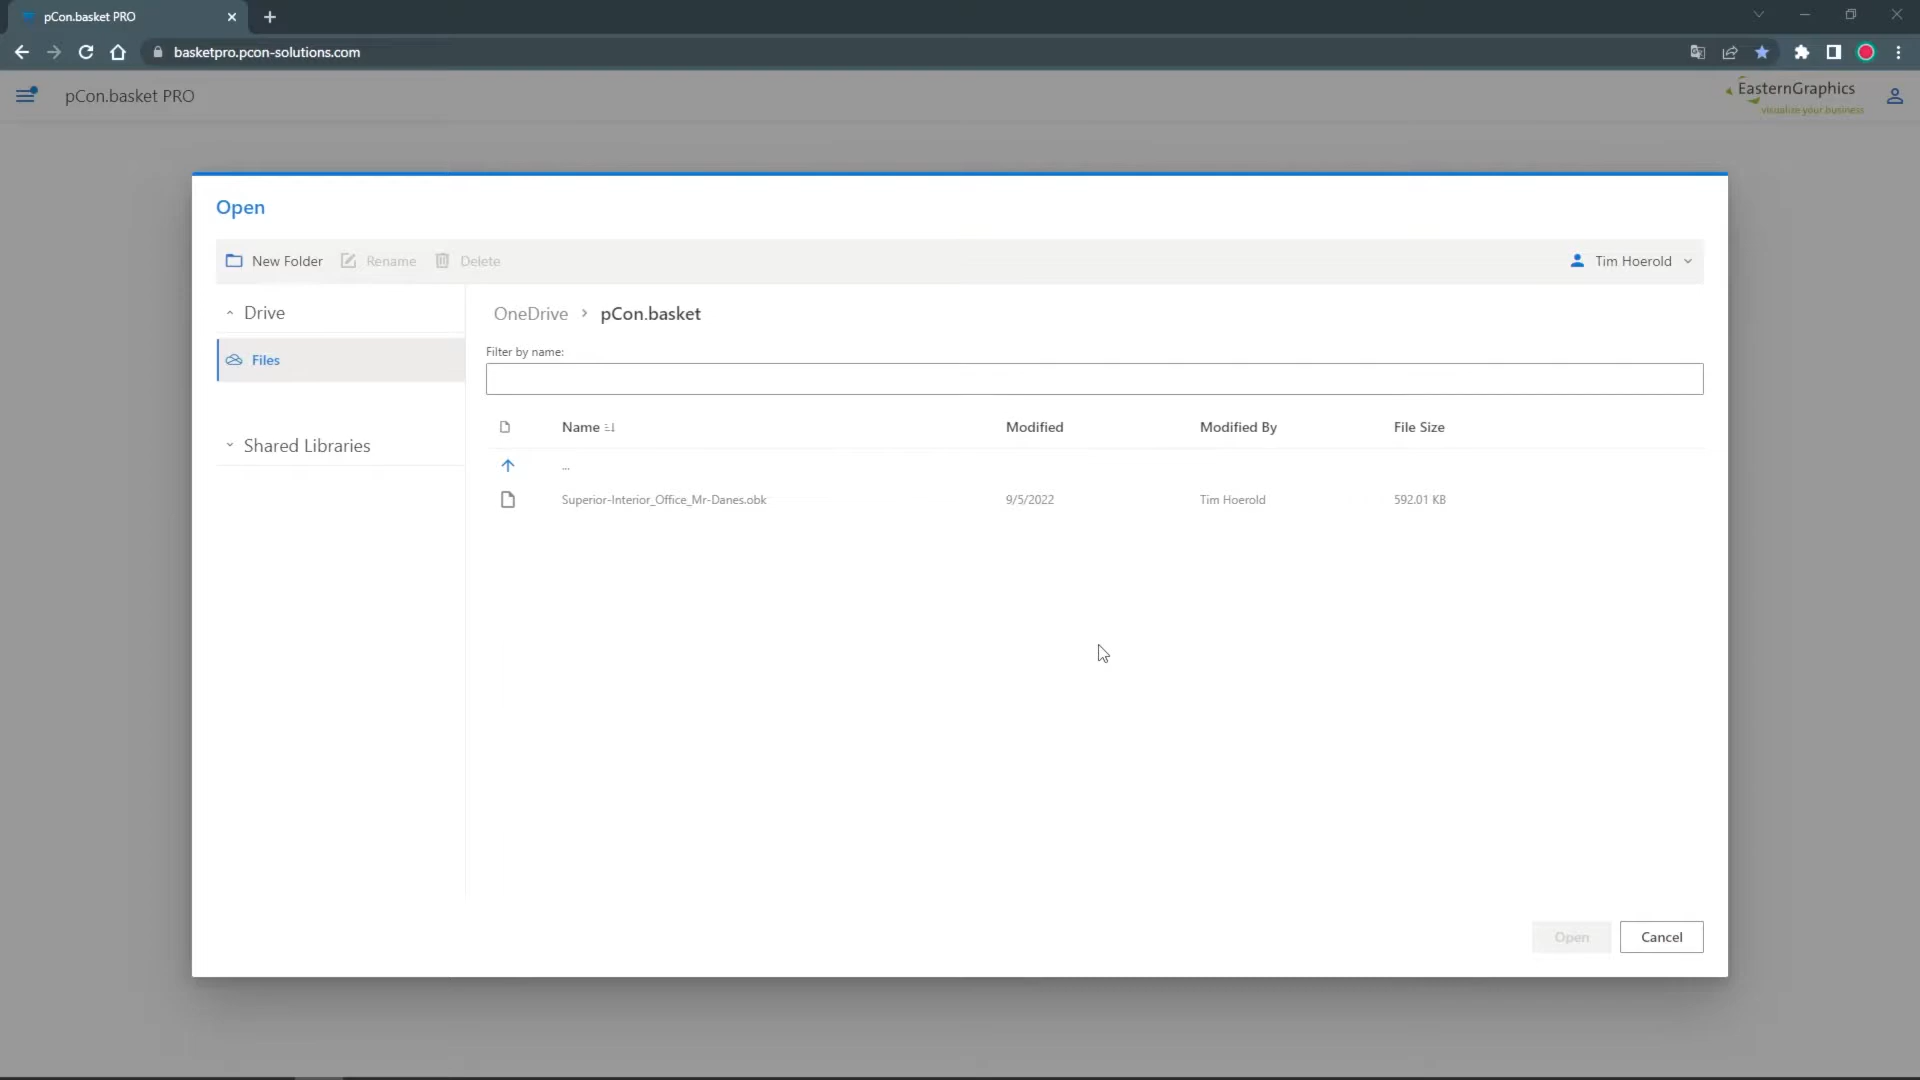 pCon.basket PRO
basketpro.pcon-solutions.com
pCon.basket PRO
EasternGraphics
visualize your business
Open
New Folder Rename Delete
Tim Hoerold
Drive
Files
Shared Libraries
OneDrive > pCon.basket
Filter by name:
Name Modified Modified By File Size
...
Superior-Interior_Office_Mr-Danes.obk 9/5/2022 Tim Hoerold 592.01 KB
Open Cancel